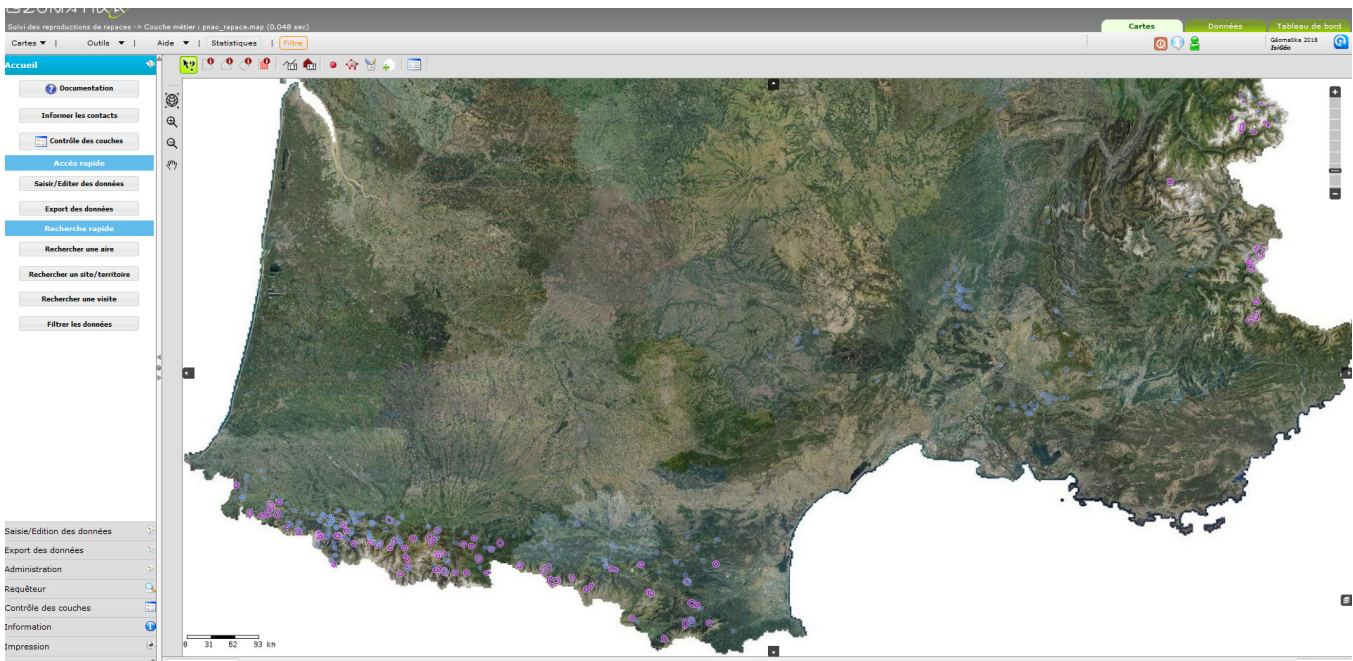 Suivi des reproductions de rapaces -> Couche métier : pnao_rapace.map (0.048 sec)
Cartes Données Tableau de bord
Cartes ▼ | Outils ▼ | Aide ▼ | Statistiques | Filtre
Géomatika 2018
IsiGéo
Accueil
Documentation
Informer les contacts
Contrôle des couches
Accès rapide
Saisir/Editer des données
Export des données
Recherche rapide
Rechercher une aire
Rechercher un site/territoire
Rechercher une visite
Filtrer les données
Saisie/Edition des données
Export des données
Administration
Requêteur
Contrôle des couches
Information
Impression
0 31 62 93 km